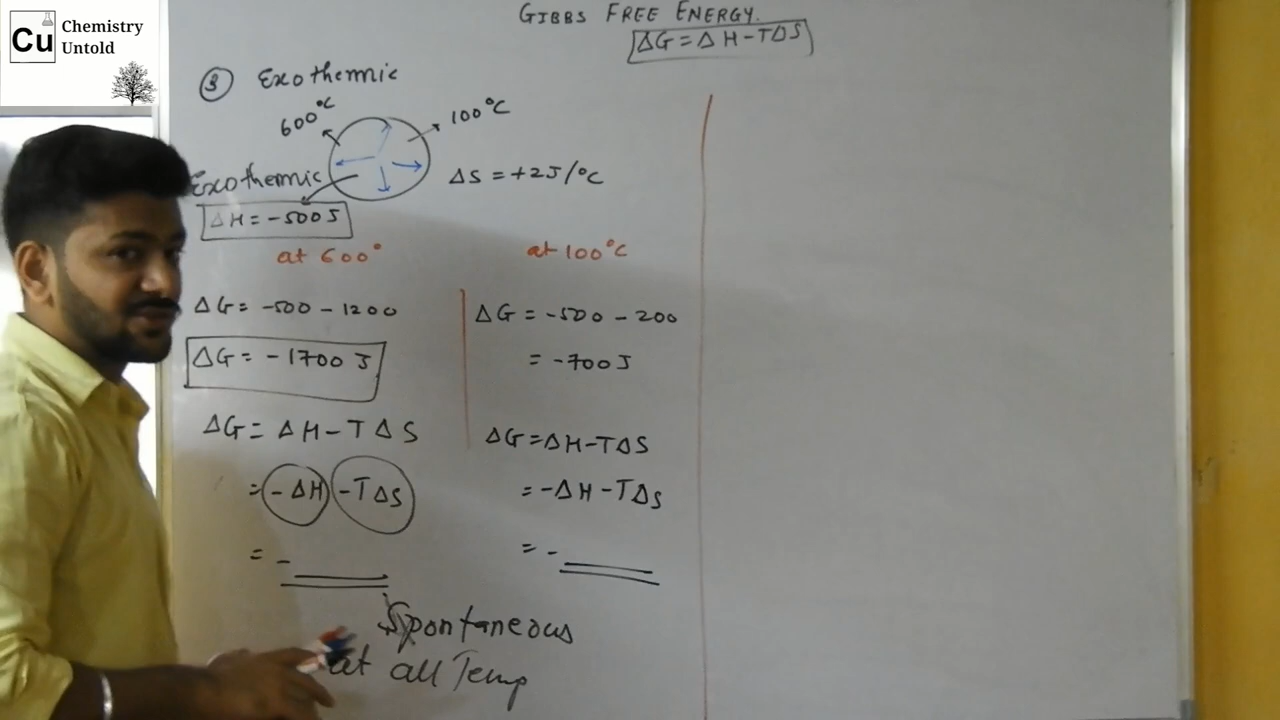 Cu Chemistry
Untold
GIBBS FREE ENERGY.
ΔG = ΔH-TΔS
③ Exothermic
600°C
100°C
Exothermic
ΔS = +2J/°C
ΔH = -500J
at 600°
at 100°C
ΔG = -500 - 1200
ΔG = -1700 J
ΔG = ΔH - TΔS
= -ΔH -TΔS
= -
ΔG = -500 - 200
= -700J
ΔG = ΔH-TΔS
= -ΔH -TΔS
= -
Spontaneous
at all Temp